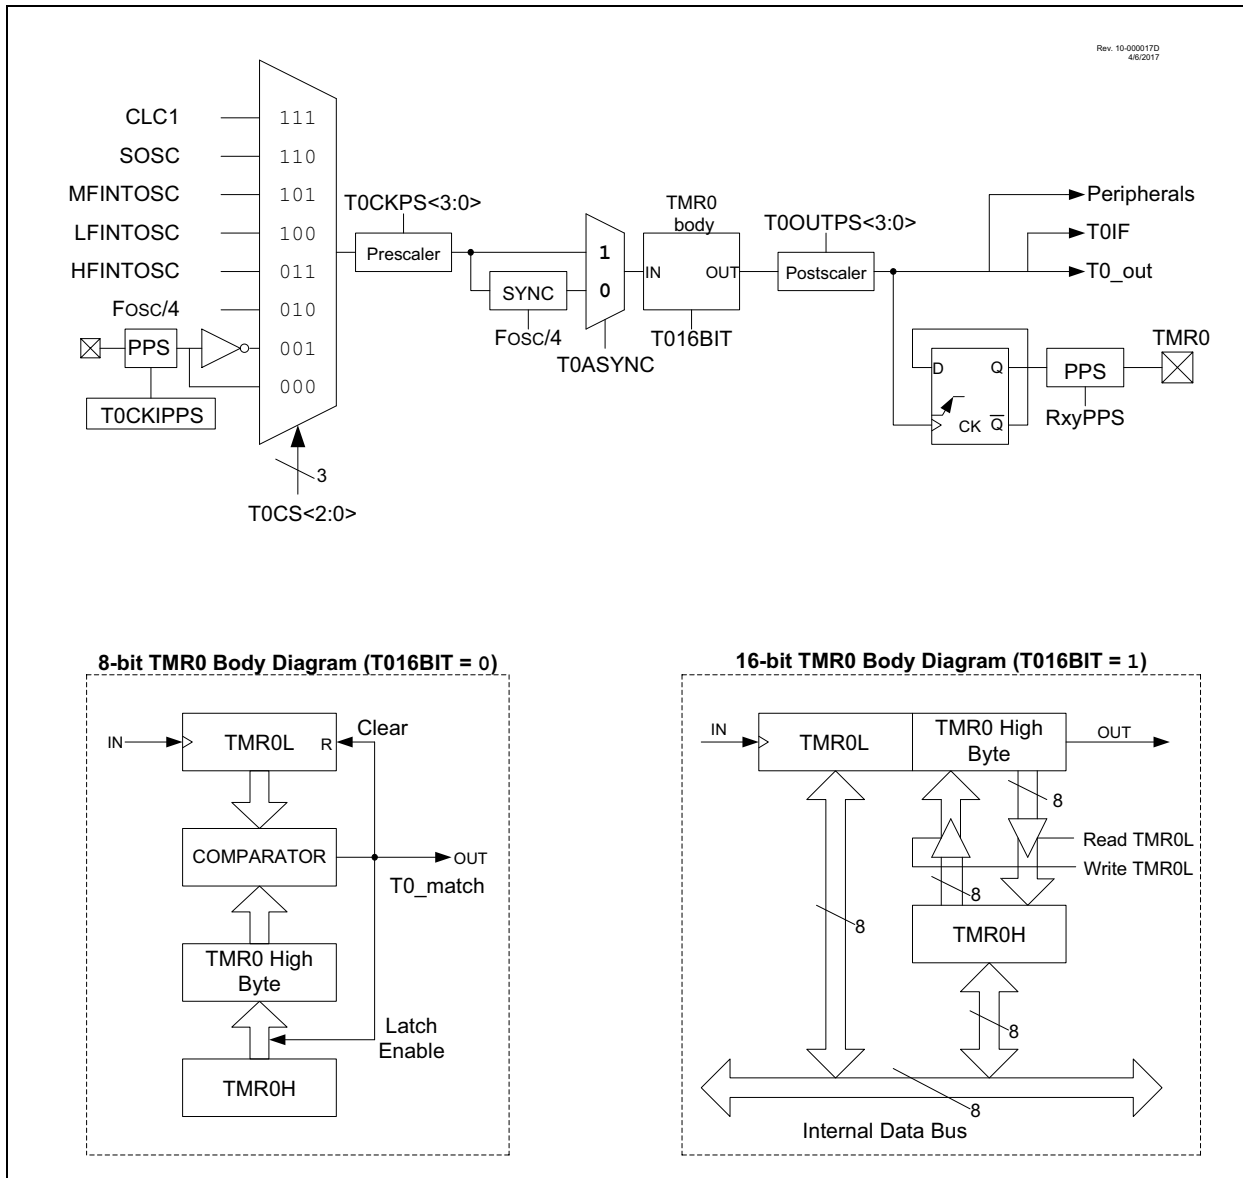 Rev. 10-000017D
4/6/2017
CLC1
111
SOSC
110
MFINTOSC
101
LFINTOSC
100
HFINTOSC
011
FOSC/4
010
PPS
001
000
T0CKIPPS
3
T0CS<2:0>
T0CKPS<3:0>
Prescaler
SYNC
FOSC/4
1
0
T0ASYNC
TMR0
body
IN
OUT
T016BIT
T0OUTPS<3:0>
Postscaler
Peripherals
T0IF
T0_out
D
Q
CK
Q
PPS
RxyPPS
TMR0
8-bit TMR0 Body Diagram (T016BIT = 0)
IN
TMR0L
R
Clear
COMPARATOR
OUT
T0_match
TMR0 High
Byte
Latch
Enable
TMR0H
16-bit TMR0 Body Diagram (T016BIT = 1)
IN
TMR0L
TMR0 High
Byte
OUT
8
Read TMR0L
Write TMR0L
8
8
TMR0H
8
8
Internal Data Bus